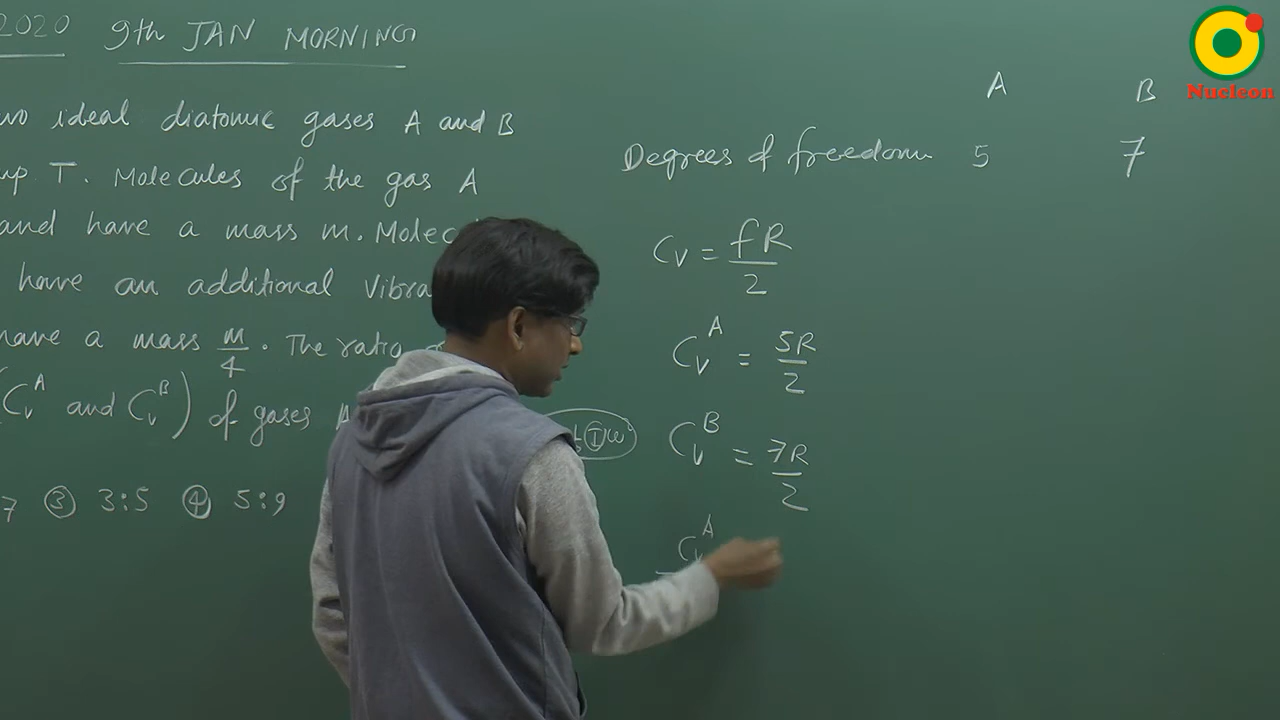 2020 9th JAN MORNING
wo ideal diatomic gases A and B
mp T. Molecules of the gas A
and have a mass m. Molec
have an additional Vibra
have a mass m/4. The ratio
(C_v^A and C_v^B) of gases A
7 ③ 3:5 ④ 5:9
I ω²
A B
Degrees of freedom 5 7
C_v = fR/2
C_v^A = 5R/2
C_v^B = 7R/2
C_v^A
Nucleon